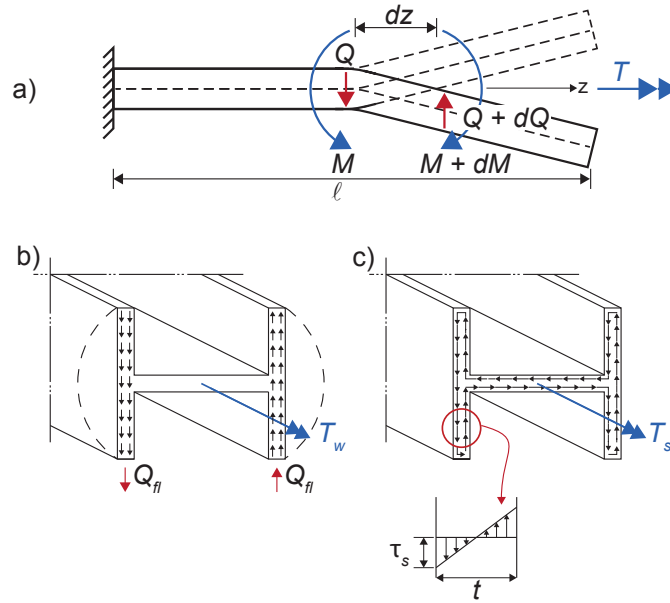 a)
dz
Q
z
T
Q + dQ
M
M + dM
ℓ
b)
c)
T_w
T_s
Q_fl
Q_fl
τ_s
t